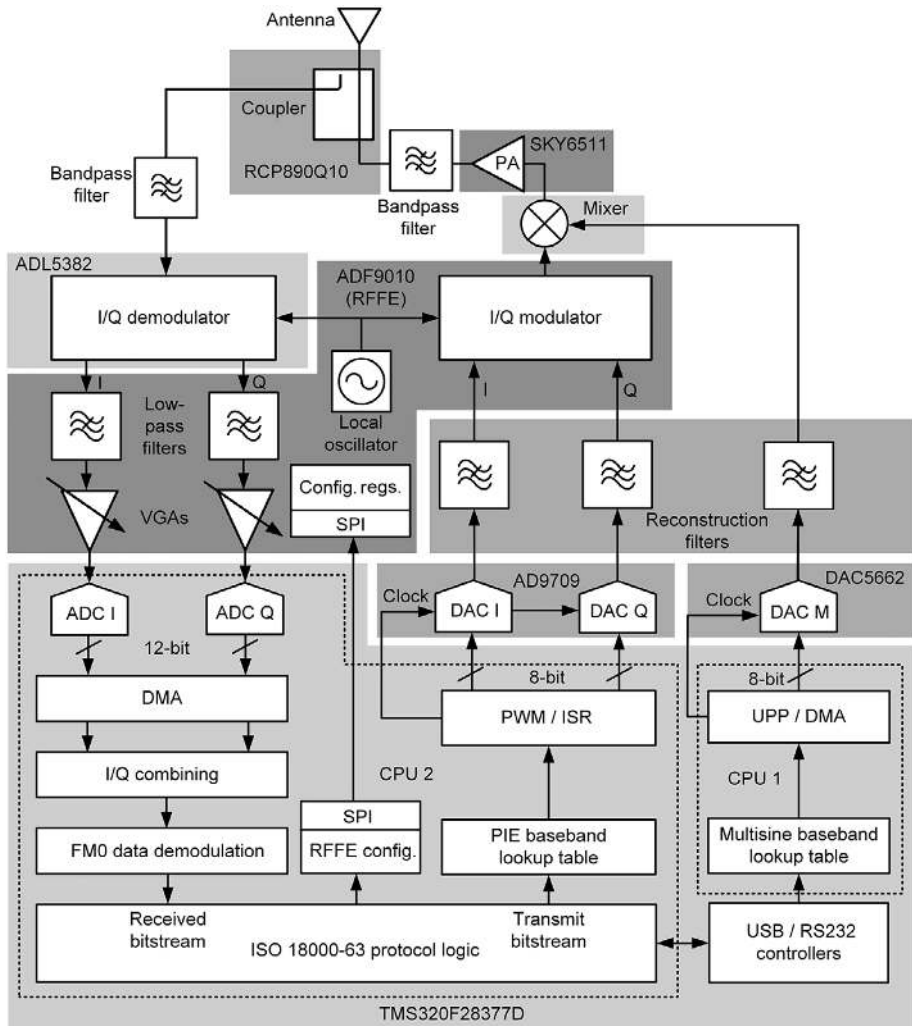 Antenna
Coupler
RCP890Q10
SKY6511
PA
Bandpass
filter
Bandpass
filter
Mixer
ADL5382
I/Q demodulator
ADF9010
(RFFE)
I/Q modulator
I
Q
I
Q
Low-
pass
filters
Local
oscillator
VGAs
Config. regs.
SPI
Reconstruction
filters
ADC I
ADC Q
12-bit
AD9709
Clock
DAC I
DAC Q
DAC5662
Clock
DAC M
8-bit
8-bit
DMA
PWM / ISR
UPP / DMA
I/Q combining
CPU 2
CPU 1
SPI
RFFE config.
FM0 data demodulation
PIE baseband
lookup table
Multisine baseband
lookup table
Received
bitstream
Transmit
bitstream
ISO 18000-63 protocol logic
USB / RS232
controllers
TMS320F28377D